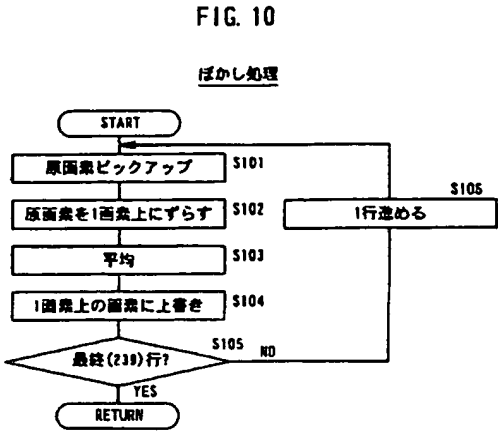 FIG. 10
ぼかし処理
START
原画素ピックアップ S101
原画素を1画素上にずらす S102
平均 S103
1画素上の画素に上書き S104
最終(239)行? S105
NO
YES
RETURN
S106
1行進める